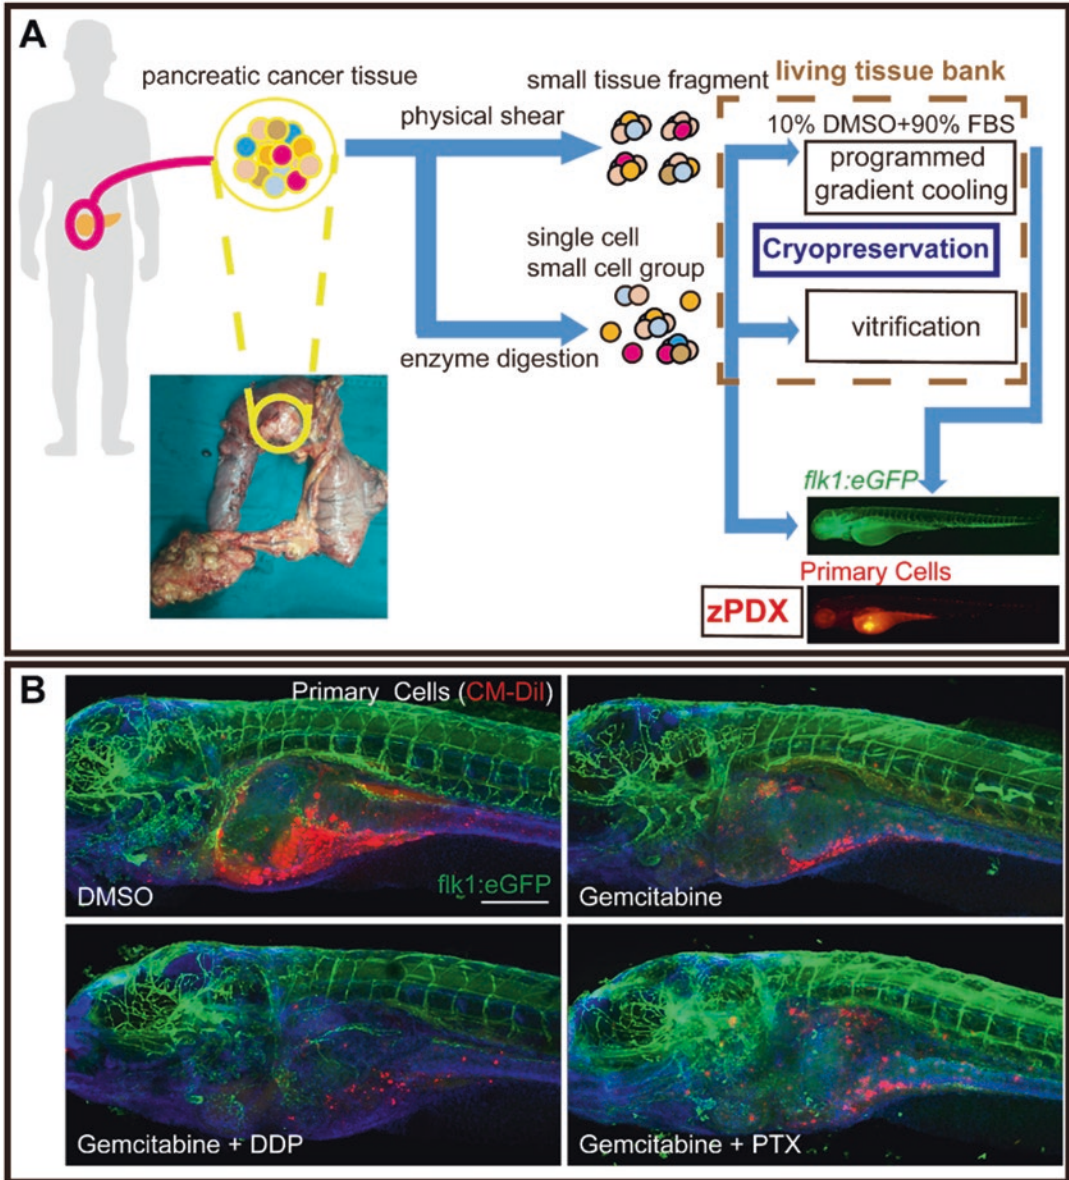 A
pancreatic cancer tissue
physical shear
small tissue fragment
living tissue bank
10% DMSO+90% FBS
programmed
gradient cooling
Cryopreservation
single cell
small cell group
enzyme digestion
vitrification
flk1:eGFP
Primary Cells
zPDX
B
Primary Cells (CM-Dil)
flk1:eGFP
DMSO
Gemcitabine
Gemcitabine + DDP
Gemcitabine + PTX